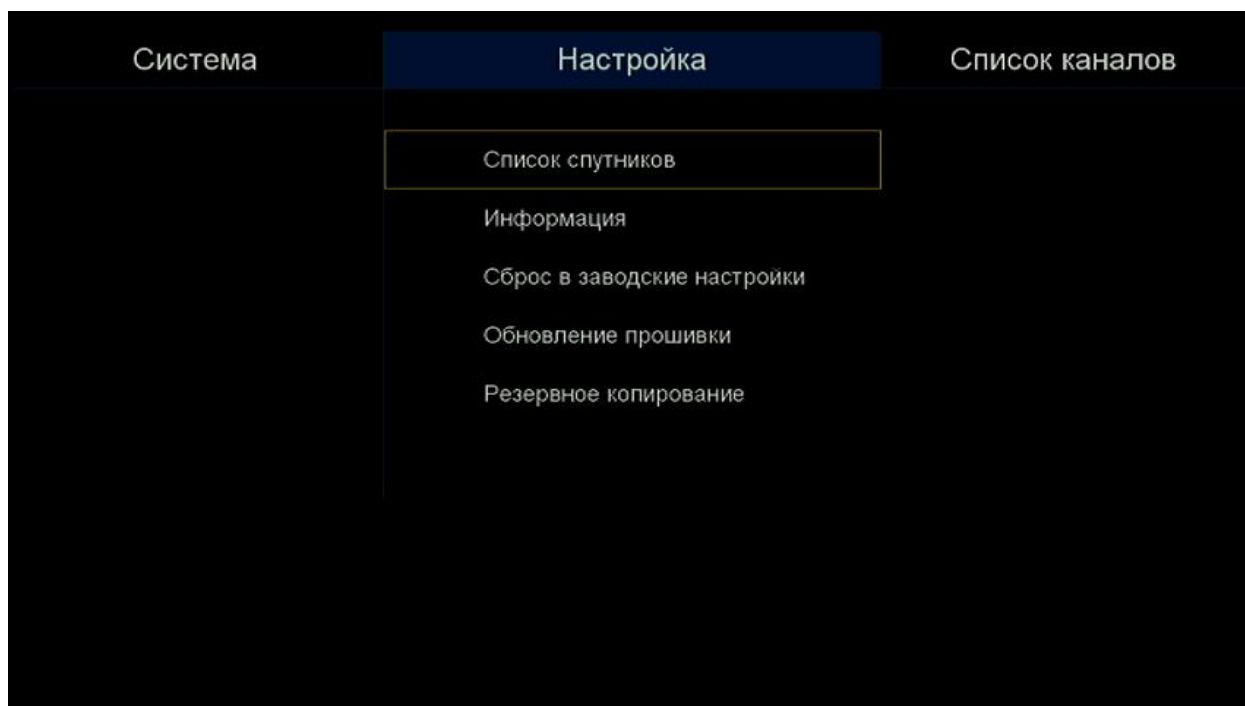 Система
Настройка
Список каналов
Список спутников
Информация
Сброс в заводские настройки
Обновление прошивки
Резервное копирование